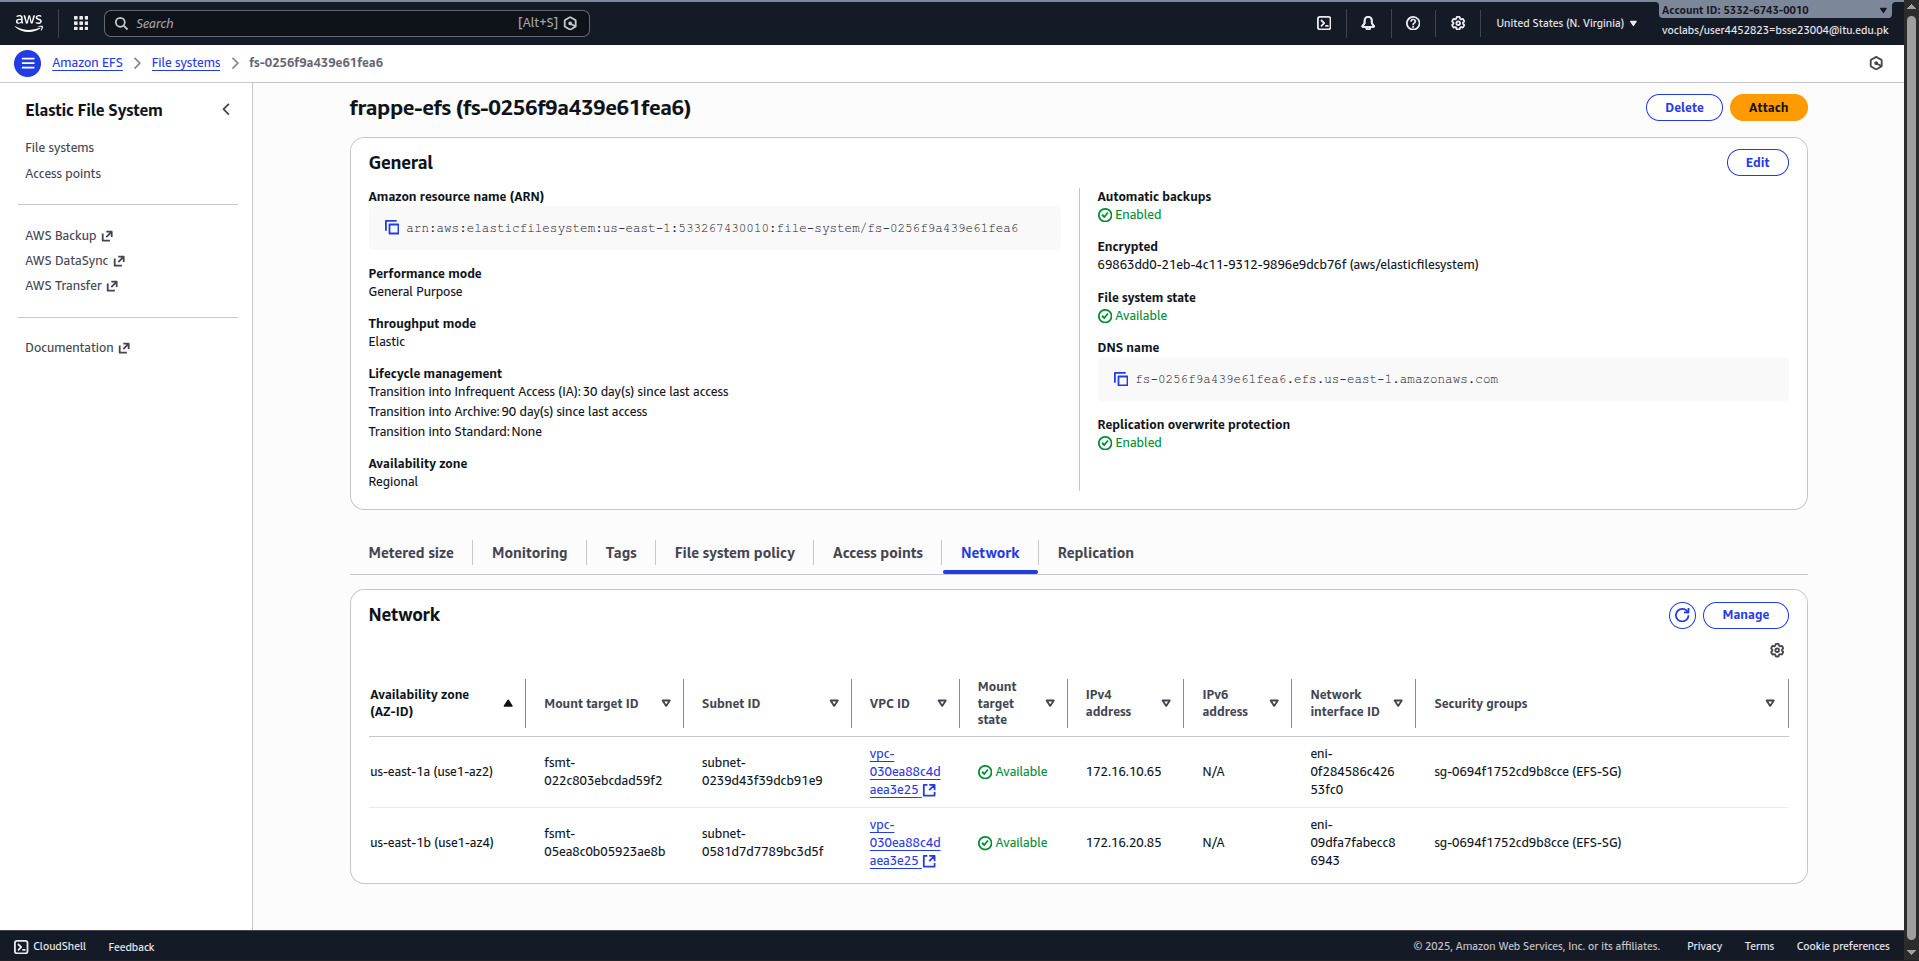 aws
Search
[Alt+S]
United States (N. Virginia)
Account ID: 5332-6743-0010
voclabs/user4452823=bsse23004@itu.edu.pk
Amazon EFS
File systems
fs-0256f9a439e61fea6
Elastic File System
File systems
Access points
AWS Backup
AWS DataSync
AWS Transfer
Documentation
frappe-efs (fs-0256f9a439e61fea6)
Delete
Attach
General
Edit
Amazon resource name (ARN)
arn:aws:elasticfilesystem:us-east-1:533267430010:file-system/fs-0256f9a439e61fea6
Performance mode
General Purpose
Throughput mode
Elastic
Lifecycle management
Transition into Infrequent Access (IA): 30 day(s) since last access
Transition into Archive: 90 day(s) since last access
Transition into Standard: None
Availability zone
Regional
Automatic backups
Enabled
Encrypted
69863dd0-21eb-4c11-9312-9896e9dcb76f (aws/elasticfilesystem)
File system state
Available
DNS name
fs-0256f9a439e61fea6.efs.us-east-1.amazonaws.com
Replication overwrite protection
Enabled
Metered size
Monitoring
Tags
File system policy
Access points
Network
Replication
Network
Manage
Availability zone
(AZ-ID)
Mount target ID
Subnet ID
VPC ID
Mount
target
state
IPv4
address
IPv6
address
Network
interface ID
Security groups
us-east-1a (use1-az2)
fsmt-
022c803ebcdad59f2
subnet-
0239d43f39dcb91e9
vpc-
030ea88c4d
aea3e25
Available
172.16.10.65
N/A
eni-
0f284586c426
53fc0
sg-0694f1752cd9b8cce (EFS-SG)
us-east-1b (use1-az4)
fsmt-
05ea8c0b05923ae8b
subnet-
0581d7d7789bc3d5f
vpc-
030ea88c4d
aea3e25
Available
172.16.20.85
N/A
eni-
09dfa7fabecc8
6943
sg-0694f1752cd9b8cce (EFS-SG)
CloudShell
Feedback
© 2025, Amazon Web Services, Inc. or its affiliates.
Privacy
Terms
Cookie preferences